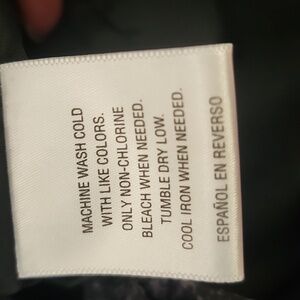 MACHINE WASH COLD
WITH LIKE COLORS.
ONLY NON-CHLORINE
BLEACH WHEN NEEDED.
TUMBLE DRY LOW.
COOL IRON WHEN NEEDED.
ESPAÑOL EN REVERSO